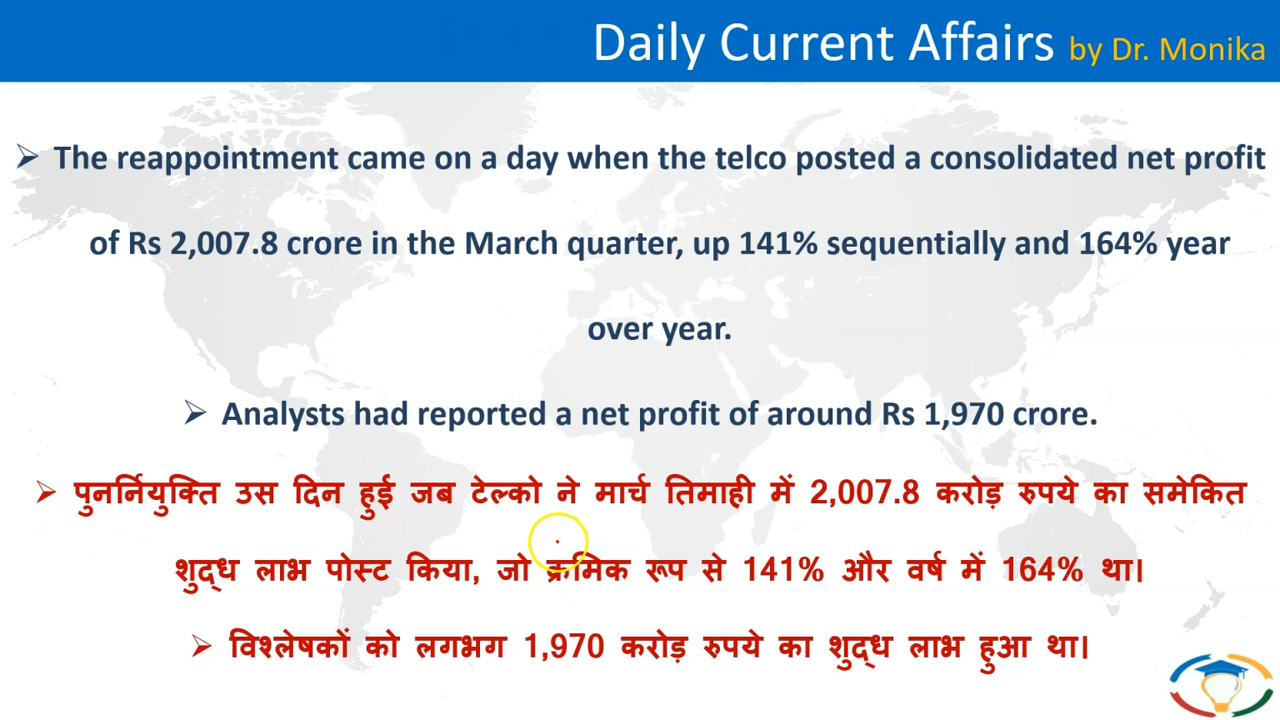 Daily Current Affairs by Dr. Monika
➢ The reappointment came on a day when the telco posted a consolidated net profit
of Rs 2,007.8 crore in the March quarter, up 141% sequentially and 164% year
over year.
➢ Analysts had reported a net profit of around Rs 1,970 crore.
➢ पुनर्नियुक्ति उस दिन हुई जब टेल्को ने मार्च तिमाही में 2,007.8 करोड़ रुपये का समेकित
शुद्ध लाभ पोस्ट किया, जो क्रमिक रूप से 141% और वर्ष में 164% था।
➢ विश्लेषकों को लगभग 1,970 करोड़ रुपये का शुद्ध लाभ हुआ था।